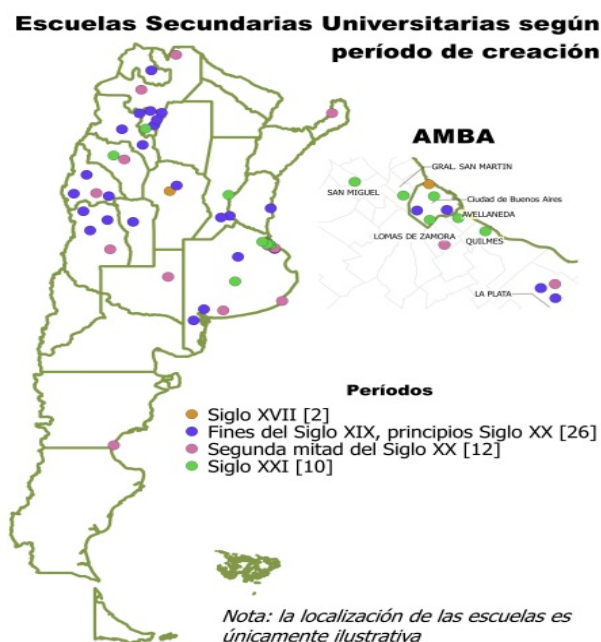 Escuelas Secundarias Universitarias según
período de creación
AMBA
GRAL. SAN MARTIN
SAN MIGUEL
Ciudad de Buenos Aires
AVELLANEDA
LOMAS DE ZAMORA
QUILMES
LA PLATA
Períodos
Siglo XVII [2]
Fines del Siglo XIX, principios Siglo XX [26]
Segunda mitad del Siglo XX [12]
Siglo XXI [10]
Nota: la localización de las escuelas es
únicamente ilustrativa